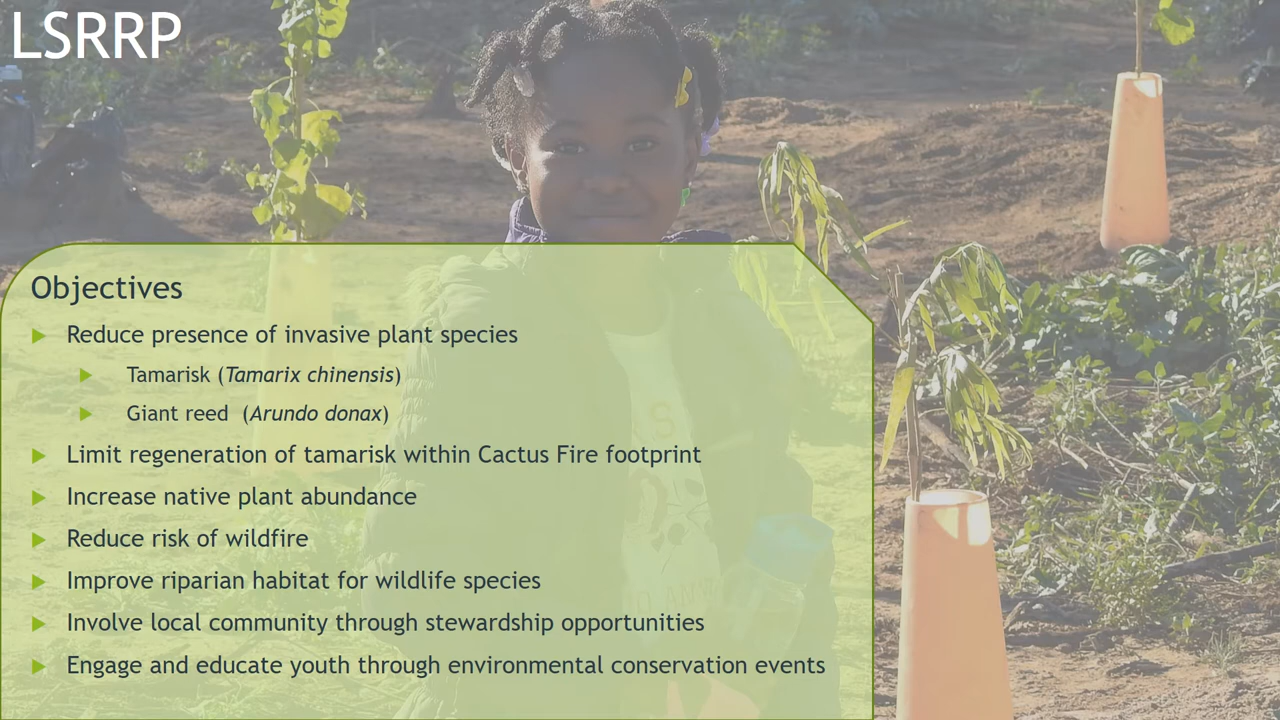 LSRRP
Objectives
Reduce presence of invasive plant species
Tamarisk (Tamarix chinensis)
Giant reed (Arundo donax)
Limit regeneration of tamarisk within Cactus Fire footprint
Increase native plant abundance
Reduce risk of wildfire
Improve riparian habitat for wildlife species
Involve local community through stewardship opportunities
Engage and educate youth through environmental conservation events